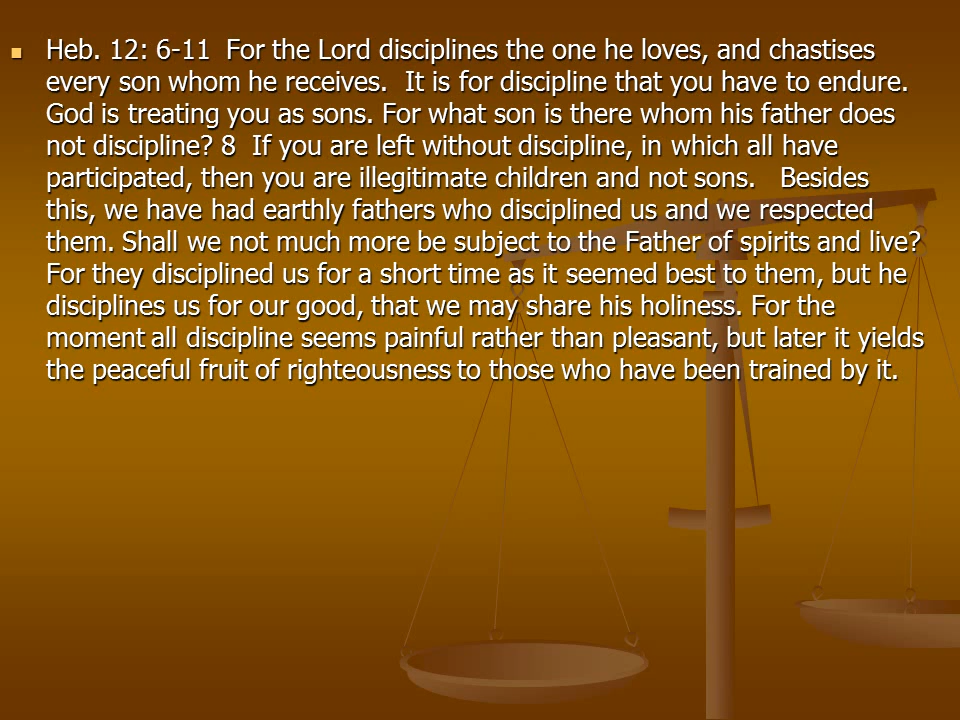 Heb. 12: 6-11  For the Lord disciplines the one he loves, and chastises
every son whom he receives.  It is for discipline that you have to endure.
God is treating you as sons. For what son is there whom his father does
not discipline? 8  If you are left without discipline, in which all have
participated, then you are illegitimate children and not sons.   Besides
this, we have had earthly fathers who disciplined us and we respected
them. Shall we not much more be subject to the Father of spirits and live?
For they disciplined us for a short time as it seemed best to them, but he
disciplines us for our good, that we may share his holiness. For the
moment all discipline seems painful rather than pleasant, but later it yields
the peaceful fruit of righteousness to those who have been trained by it.